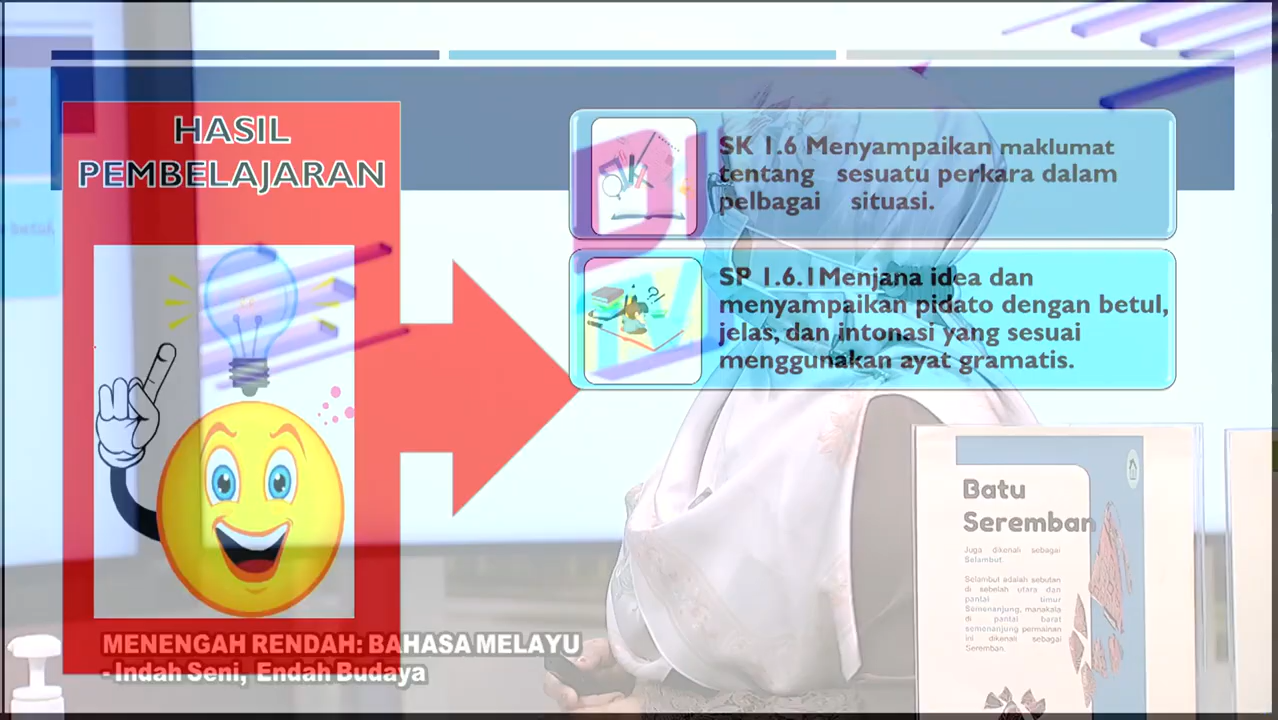 HASIL
PEMBELAJARAN
SK 1.6 Menyampaikan maklumat
tentang sesuatu perkara dalam
pelbagai situasi.
SP 1.6.1Menjana idea dan
menyampaikan pidato dengan betul,
jelas, dan intonasi yang sesuai
menggunakan ayat gramatis.
Batu
Seremban
Juga dikenali sebagai
Selambut.
Selambut adalah sebutan
di sebelah utara dan
pantai timur
Semenanjung, manakala
di pantai barat
semenanjung permainan
ini dikenali sebagai
Seremban.
MENENGAH RENDAH: BAHASA MELAYU
- Indah Seni, Endah Budaya
betul,